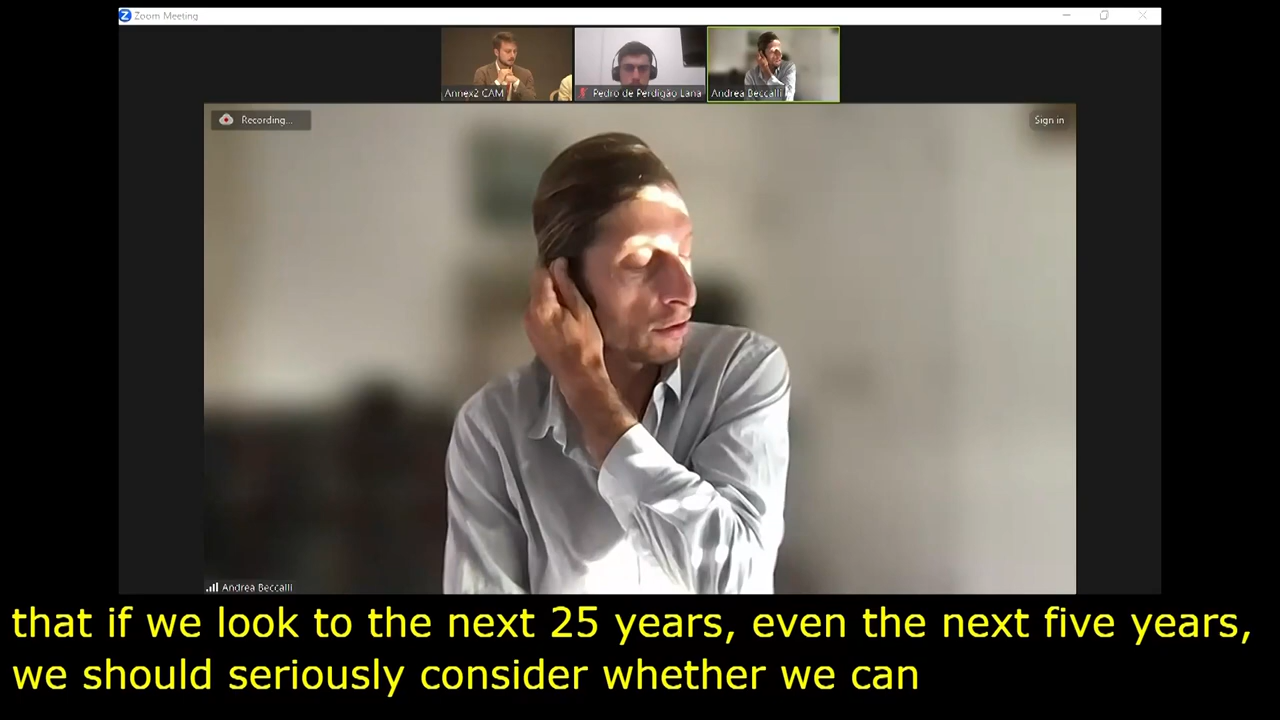 Zoom Meeting
Annex2 CAM
Pedro de Perdigão Lana
Andrea Beccalli
Recording...
Sign in
Andrea Beccalli
that if we look to the next 25 years, even the next five years,
we should seriously consider whether we can